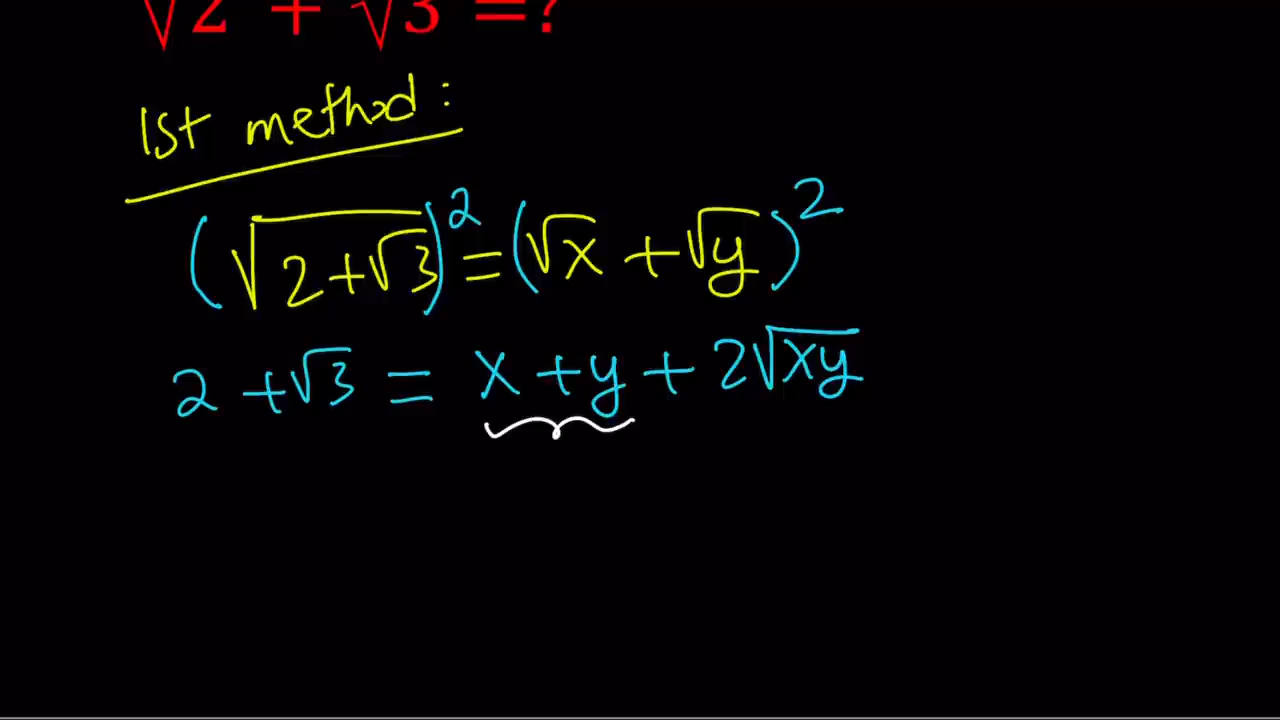 √2 + √3 =?
1st method:
(√(2+√3))² = (√x + √y)²
2 + √3 = x + y + 2√xy